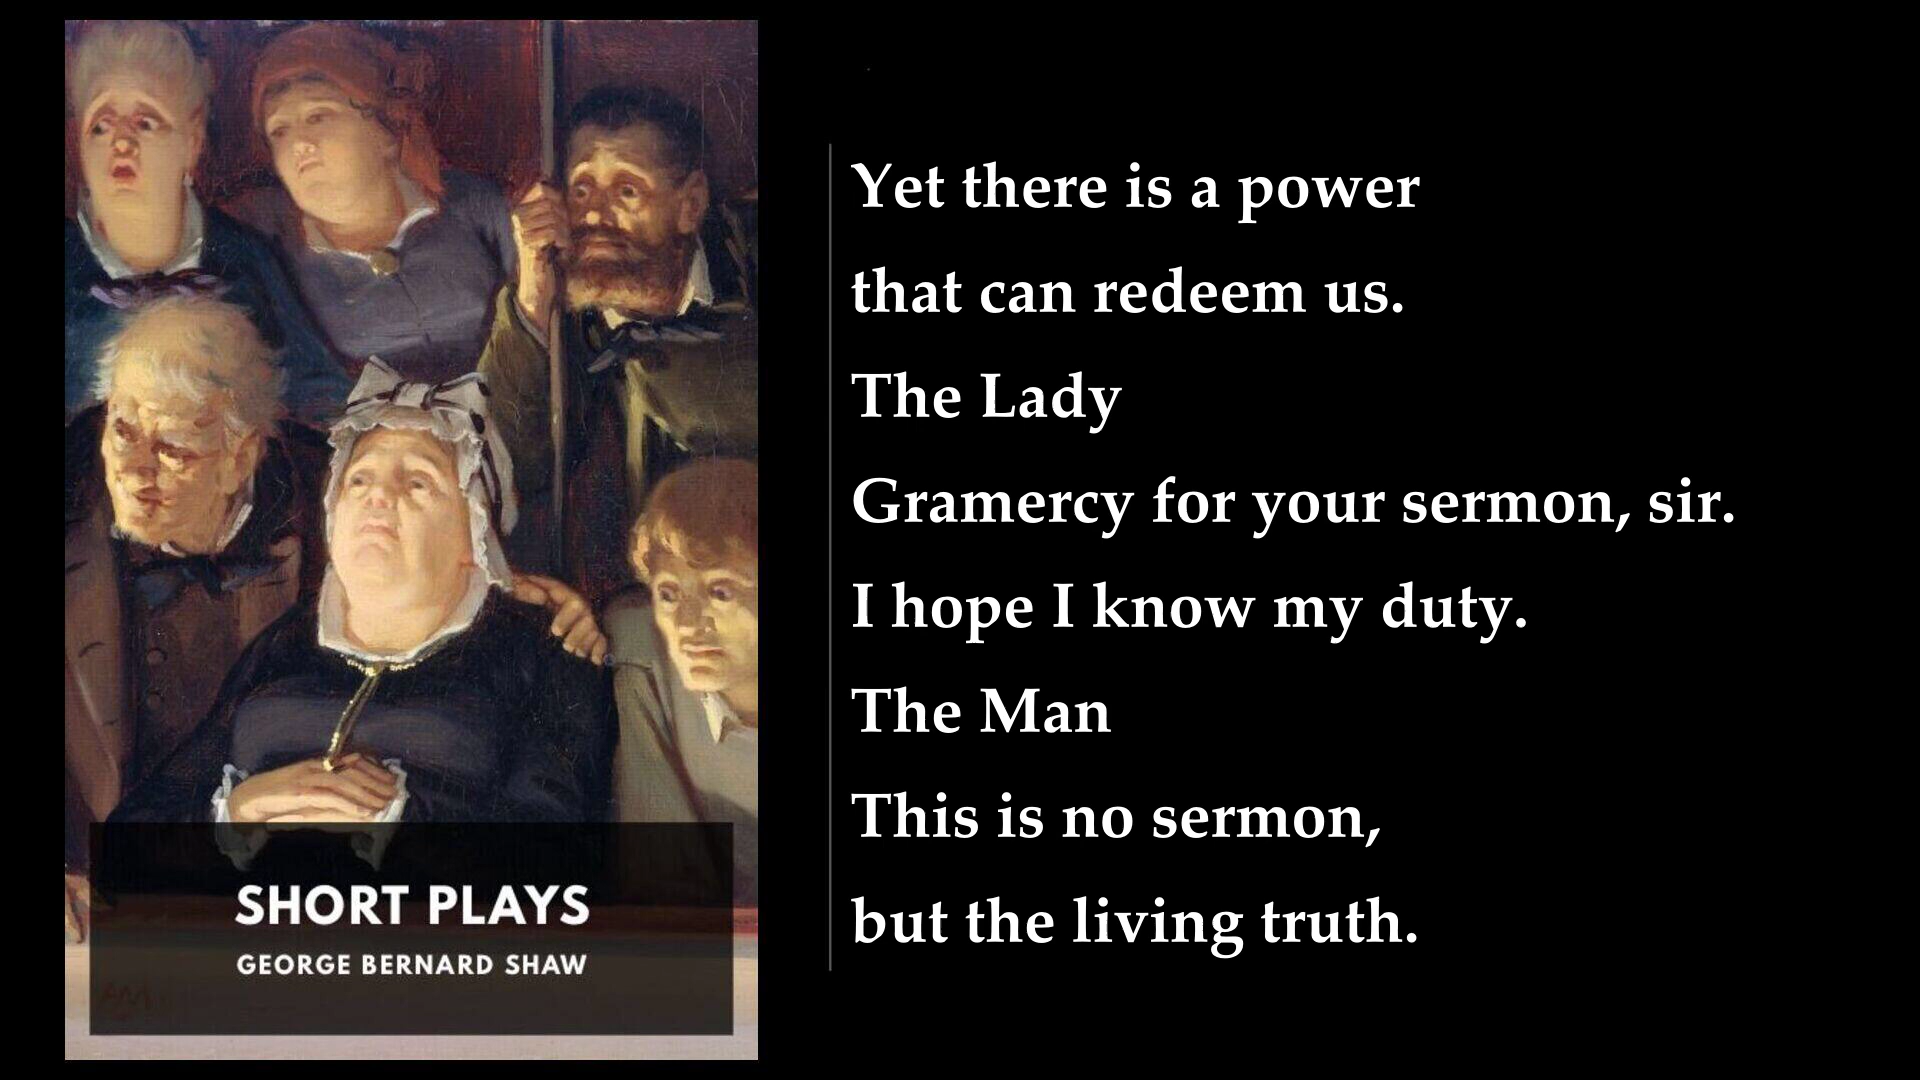 Yet there is a power
that can redeem us.
The Lady
Gramercy for your sermon, sir.
I hope I know my duty.
The Man
This is no sermon,
but the living truth.
SHORT PLAYS
GEORGE BERNARD SHAW